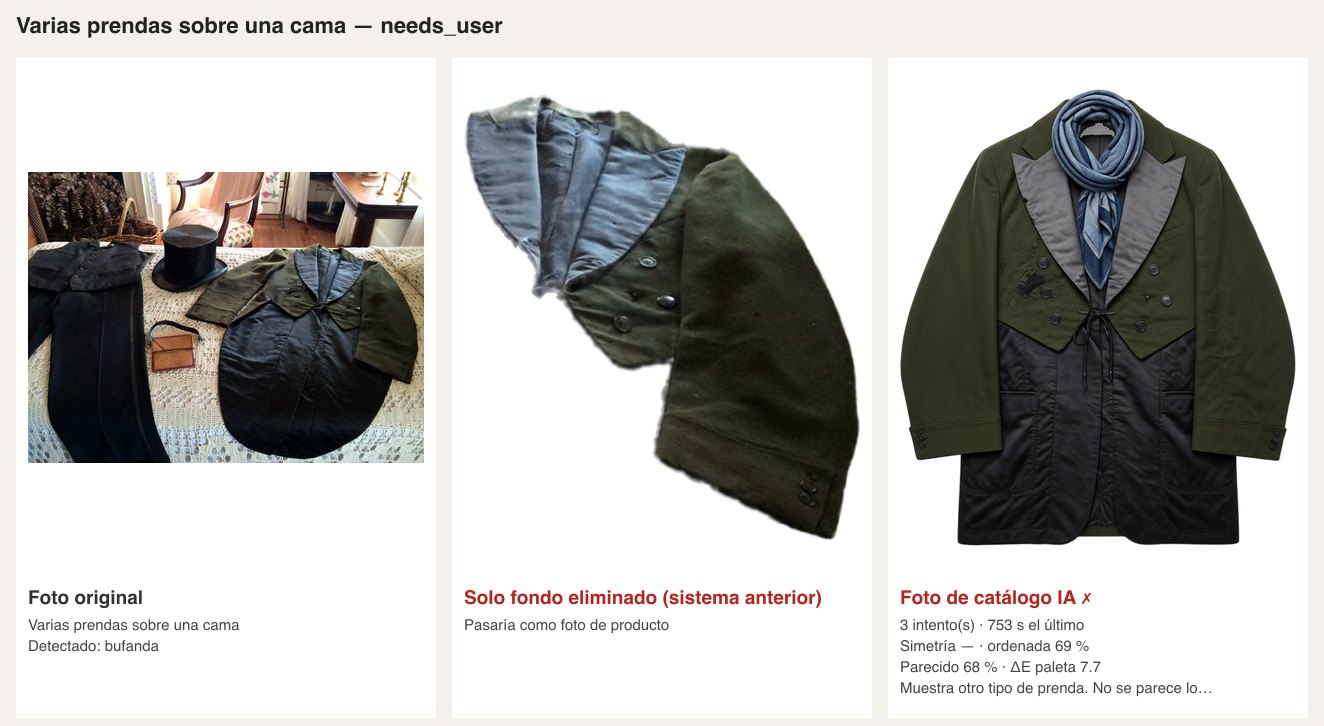 Varias prendas sobre una cama — needs_user
Foto original
Varias prendas sobre una cama
Detectado: bufanda
Solo fondo eliminado (sistema anterior)
Pasaría como foto de producto
Foto de catálogo IA ✗
3 intento(s) · 753 s el último
Simetría — · ordenada 69 %
Parecido 68 % · ΔE paleta 7.7
Muestra otro tipo de prenda. No se parece lo…